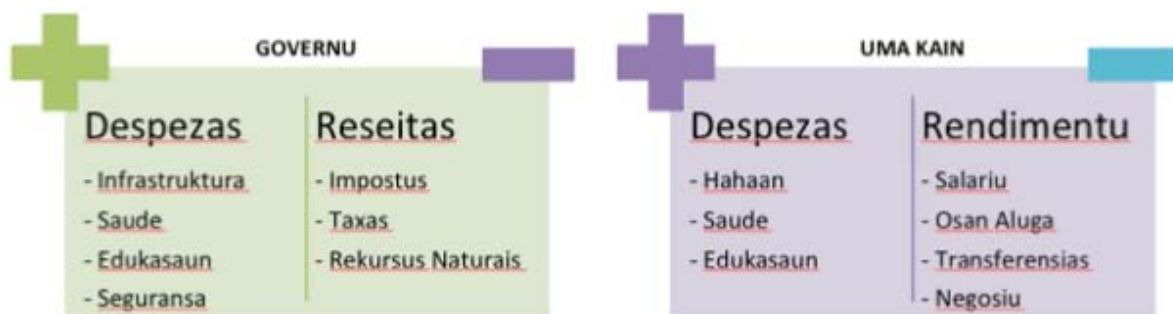 GOVERNU
Despezas
- Infrastruktura
- Saude
- Edukasaun
- Seguransa
Reseitas
- Impostus
- Taxas
- Rekursus Naturais
UMA KAIN
Despezas
- Hahaan
- Saude
- Edukasaun
Rendimentu
- Salariu
- Osan Aluga
- Transferensias
- Negosiu